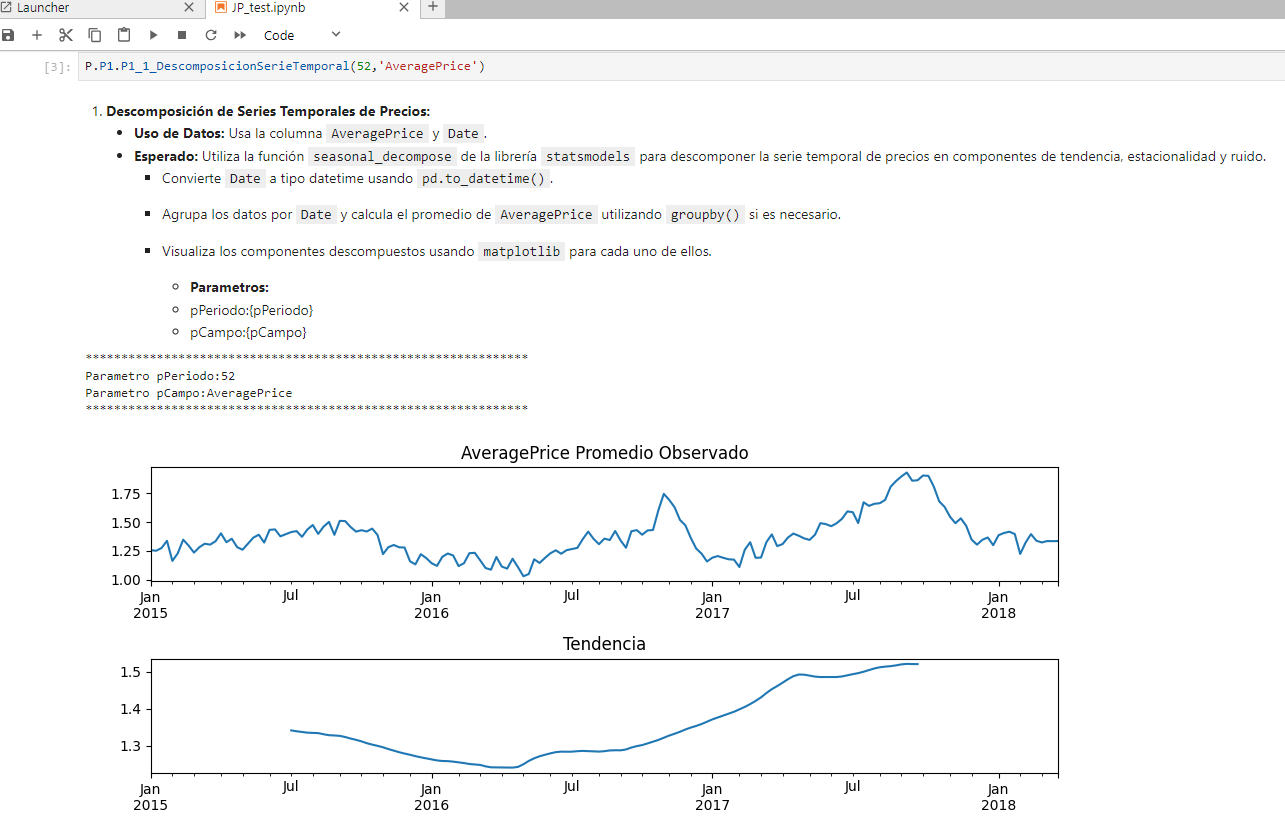 Launcher
JP_test.ipynb
Code
[3]: P.P1.P1_1_DescomposicionSerieTemporal(52,'AveragePrice')
1. Descomposición de Series Temporales de Precios:
Uso de Datos: Usa la columna AveragePrice y Date.
Esperado: Utiliza la función seasonal_decompose de la librería statsmodels para descomponer la serie temporal de precios en componentes de tendencia, estacionalidad y ruido.
Convierte Date a tipo datetime usando pd.to_datetime().
Agrupa los datos por Date y calcula el promedio de AveragePrice utilizando groupby() si es necesario.
Visualiza los componentes descompuestos usando matplotlib para cada uno de ellos.
Parametros:
pPeriodo:{pPeriodo}
pCampo:{pCampo}
**************************************************************
Parametro pPeriodo:52
Parametro pCampo:AveragePrice
**************************************************************
AveragePrice Promedio Observado
1.75
1.50
1.25
1.00
Jan Jul Jan Jul Jan Jul Jan
2015 2016 2017 2018
Tendencia
1.5
1.4
1.3
Jan Jul Jan Jul Jan Jul Jan
2015 2016 2017 2018